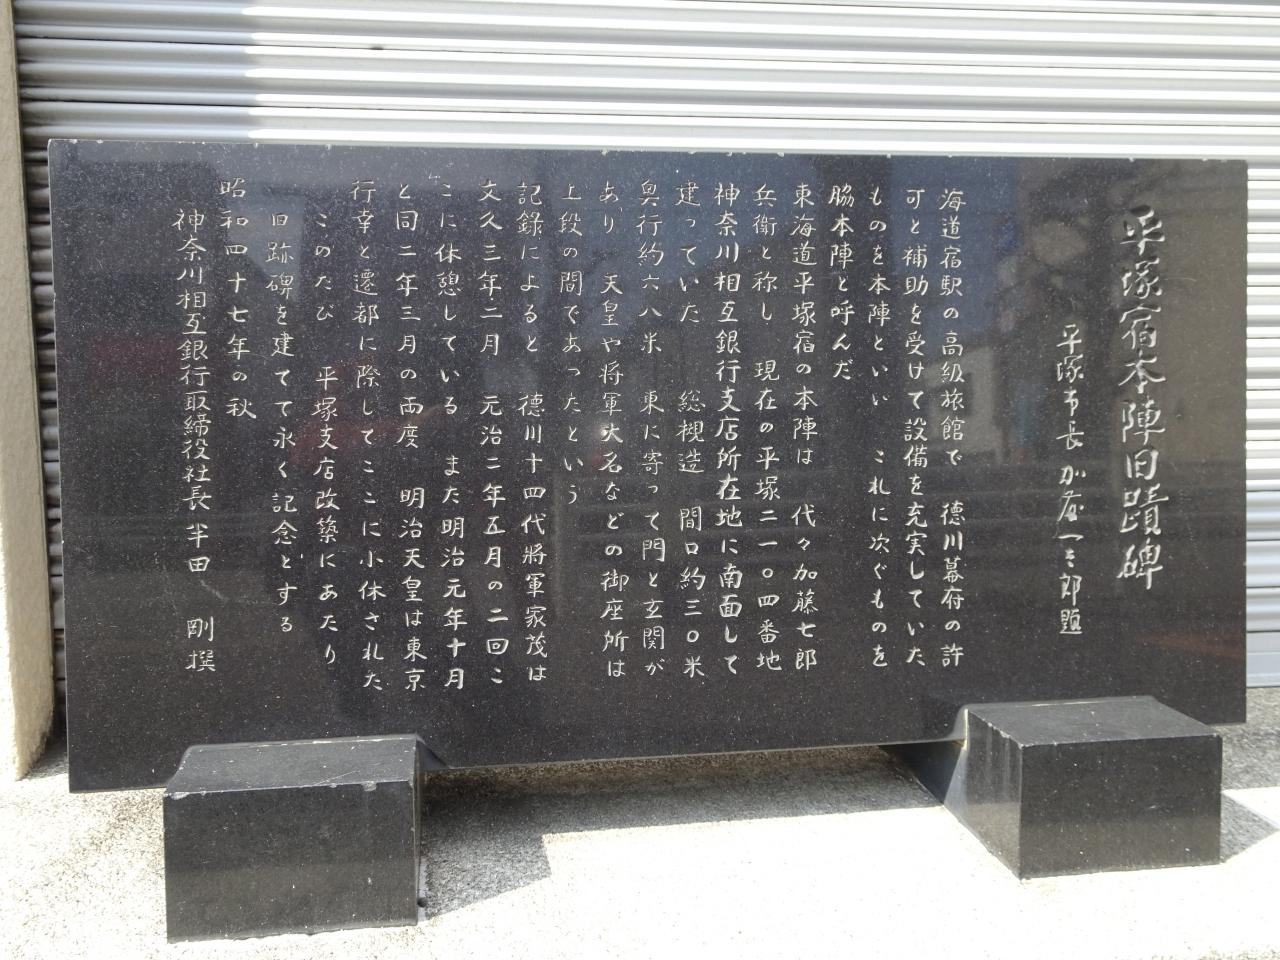 平塚宿本陣旧蹟碑
平塚市長 加藤一太郎題
海道宿駅の高級旅館で 徳川幕府の許
可と補助を受けて設備を充実していた
ものを本陣といい これに次ぐものを
脇本陣と呼んだ
東海道平塚宿の本陣は 代々加藤七郎
兵衛と称し 現在の平塚二一〇四番地
神奈川相互銀行支店所在地に南面して
建っていた 総槻造 間口約三〇米
奥行約六八米 東に寄って門と玄関が
あり 天皇や将軍大名などの御座所は
上段の間であったという
記録によると 徳川十四代將軍家茂は
文久三年二月 元治二年五月の二回こ
こに休憩している また明治元年十月
と同二年三月の両度 明治天皇は東京
行幸と遷都に際してここに小休された
このたび 平塚支店改築にあたり
旧跡碑を建てて永く記念とする
昭和四十七年の秋
神奈川相互銀行取締役社長 半田 剛 撰